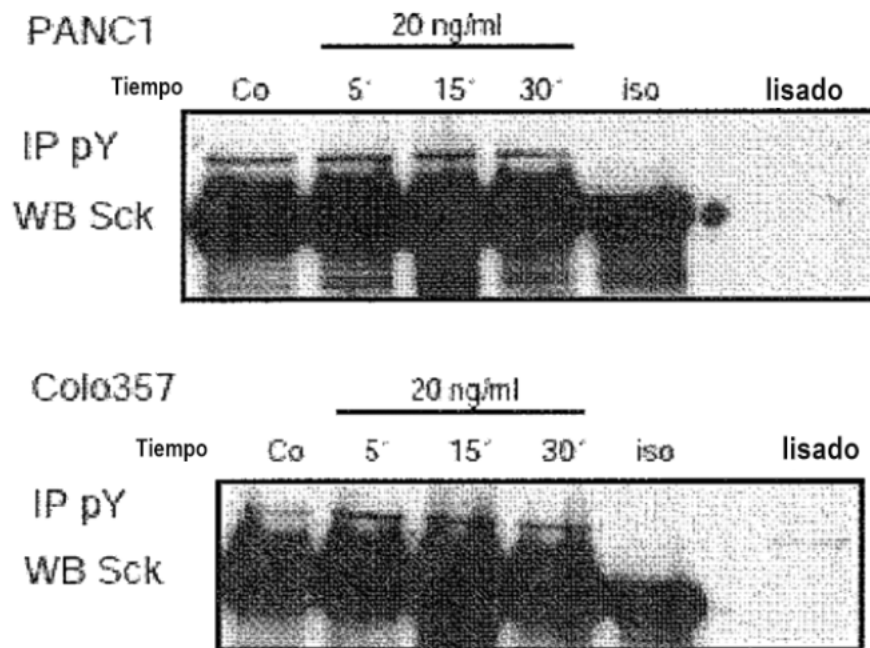 PANC1
20 ng/ml
Tiempo Co 5´ 15´ 30´ iso lisado
IP pY
WB Sck
Colo357
20 ng/ml
Tiempo Co 5´ 15´ 30´ iso lisado
IP pY
WB Sck